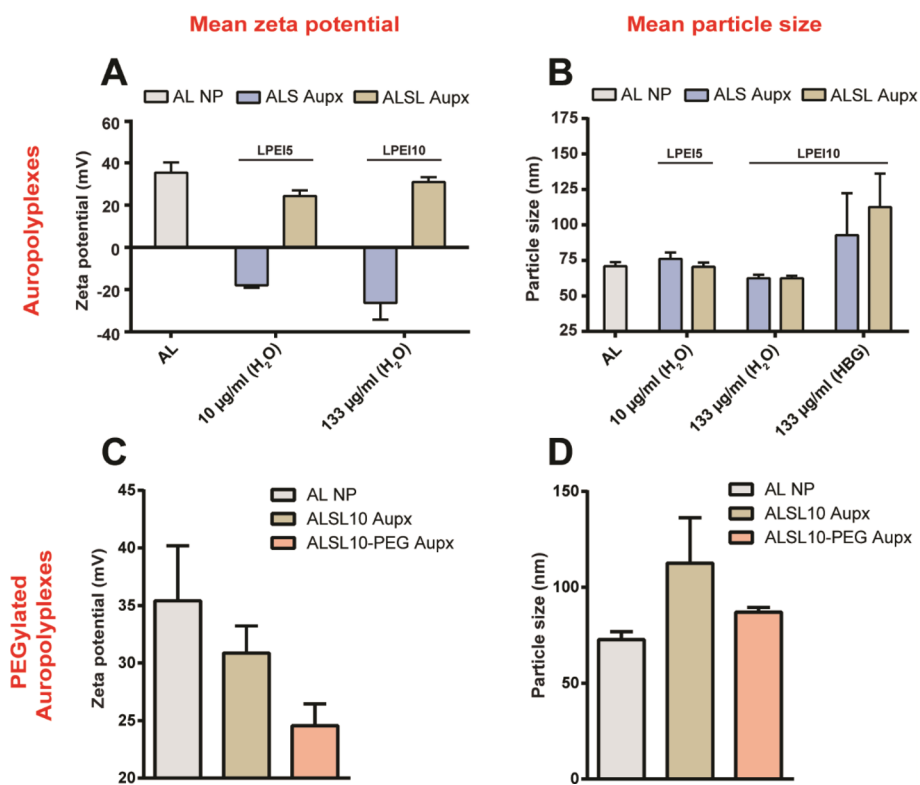 Mean zeta potential
Mean particle size
Auropolyplexes
A
AL NP
ALS Aupx
ALSL Aupx
Zeta potential (mV)
60
40
20
0
-20
-40
LPEI5
LPEI10
AL
10 µg/ml (H₂O)
133 µg/ml (H₂O)
B
AL NP
ALS Aupx
ALSL Aupx
Particle size (nm)
175
150
125
100
75
50
25
LPEI5
LPEI10
AL
10 µg/ml (H₂O)
133 µg/ml (H₂O)
133 µg/ml (HBG)
PEGylated
Auropolyplexes
C
AL NP
ALSL10 Aupx
ALSL10-PEG Aupx
Zeta potential (mV)
45
40
35
30
25
20
D
AL NP
ALSL10 Aupx
ALSL10-PEG Aupx
Particle size (nm)
150
100
50
0